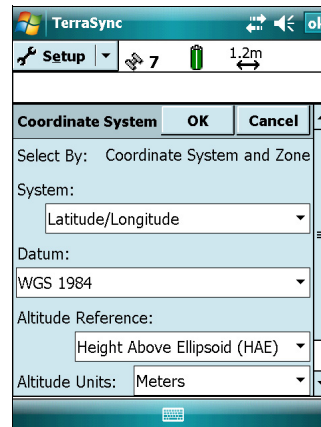 TerraSync ok
Setup 7 1.2m
Coordinate System OK Cancel
Select By: Coordinate System and Zone
System:
Latitude/Longitude
Datum:
WGS 1984
Altitude Reference:
Height Above Ellipsoid (HAE)
Altitude Units: Meters